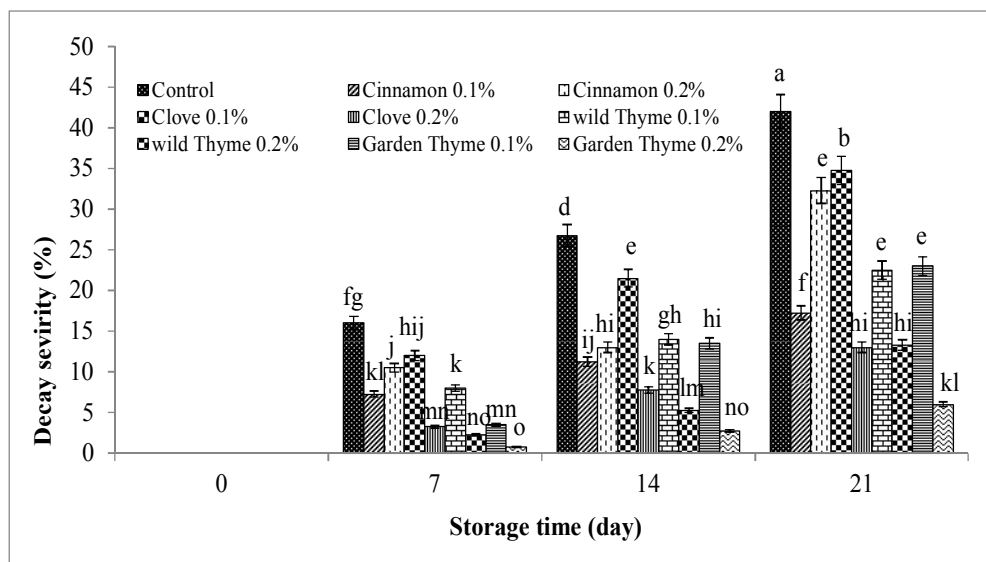 50
45
40
35
30
25
20
15
10
5
0
Decay sevirity (%)
Control Cinnamon 0.1% Cinnamon 0.2%
Clove 0.1% Clove 0.2% wild Thyme 0.1%
wild Thyme 0.2% Garden Thyme 0.1% Garden Thyme 0.2%
fg kl j hij mn k no mn o
d ij hi e k gh lm hi no
a f e b hi e hi e kl
0 7 14 21
Storage time (day)